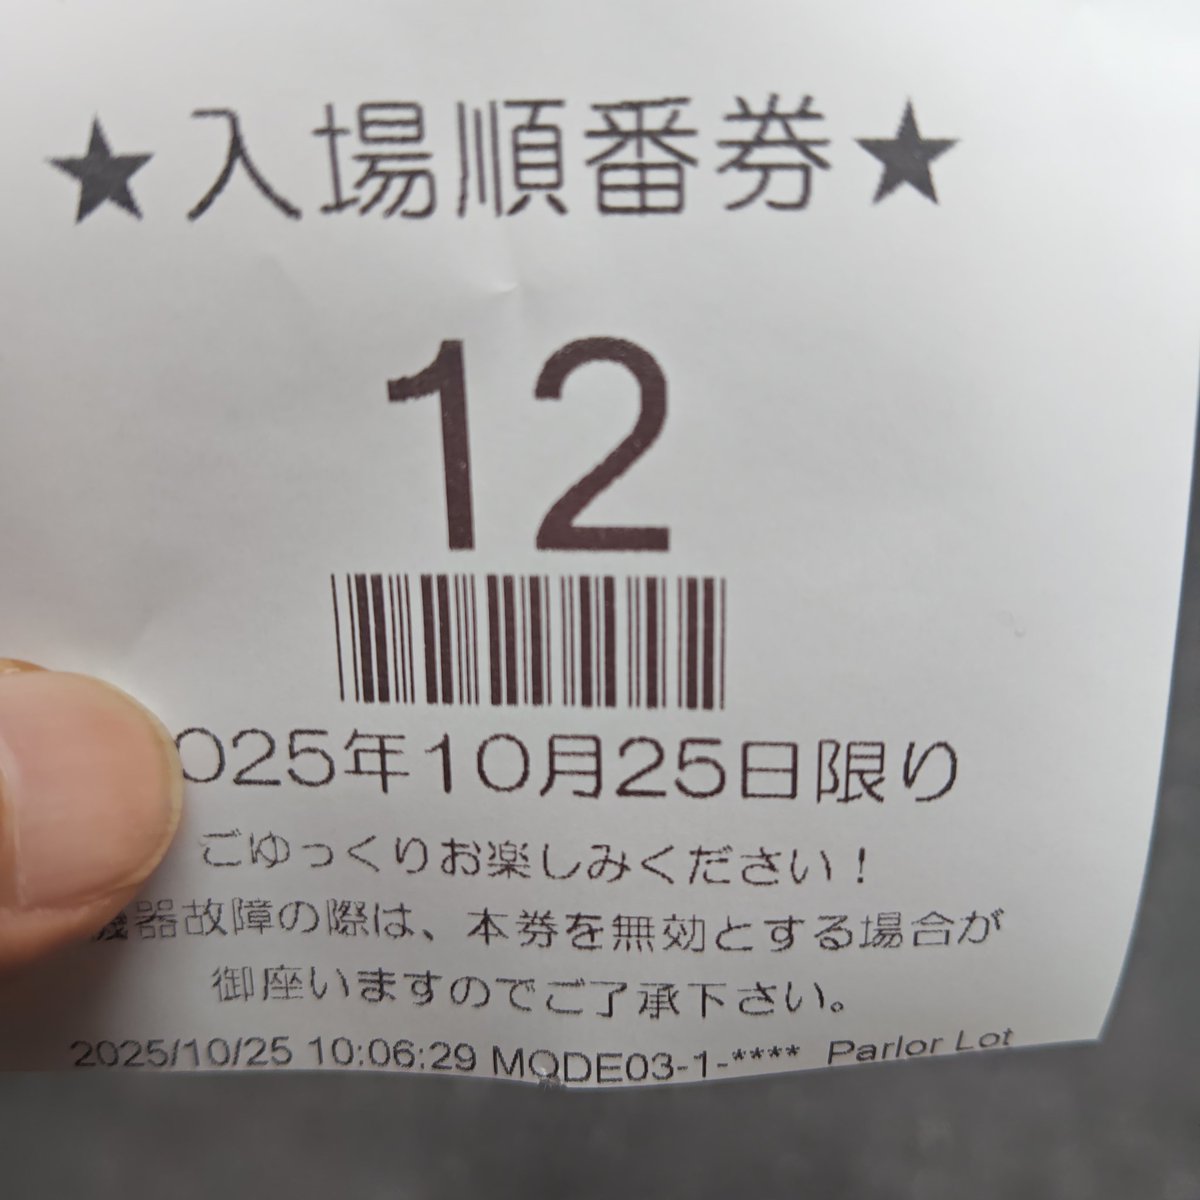 ★入場順番券★
12
025年10月25日限り
ごゆっくりお楽しみください！
機器故障の際は、本券を無効とする場合が
御座いますのでご了承下さい。
2025/10/25 10:06:29 MODE03-1-**** Parlor Lot